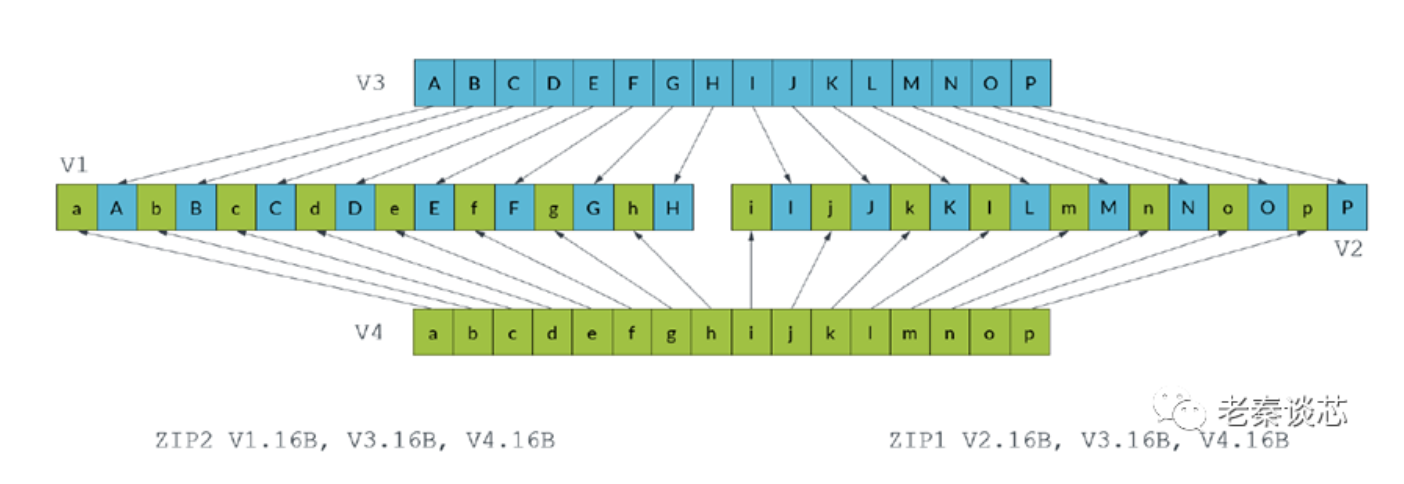 V3 A B C D E F G H I J K L M N O P
V1
a A b B c C d D e E f F g G h H i I j J k K l L m M n N o O p P
V2
V4 a b c d e f g h i j k l m n o p
老秦谈芯
ZIP2 V1.16B, V3.16B, V4.16B ZIP1 V2.16B, V3.16B, V4.16B